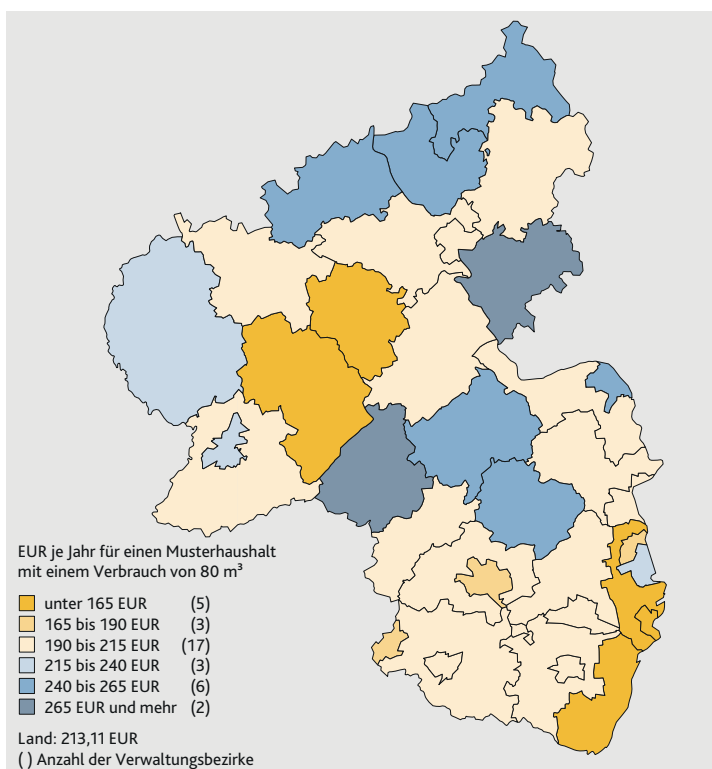 EUR je Jahr für einen Musterhaushalt
mit einem Verbrauch von 80 m³
unter 165 EUR (5)
165 bis 190 EUR (3)
190 bis 215 EUR (17)
215 bis 240 EUR (3)
240 bis 265 EUR (6)
265 EUR und mehr (2)
Land: 213,11 EUR
( ) Anzahl der Verwaltungsbezirke